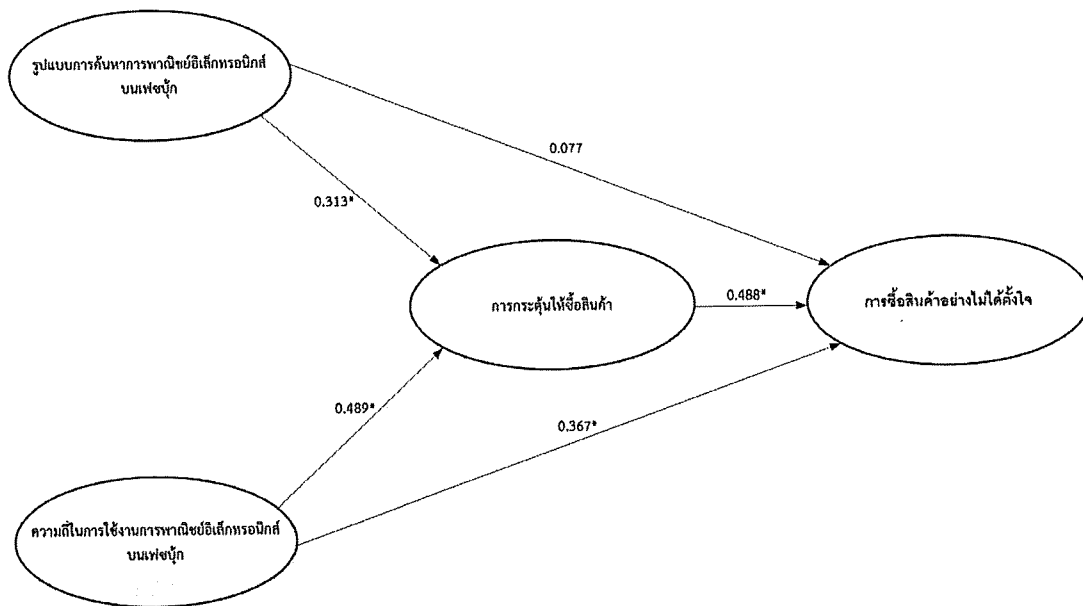 รูปแบบการค้นหาการพาณิชย์อิเล็กทรอนิกส์
บนเฟซบุ้ก
0.077
0.313*
การกระตุ้นให้ซื้อสินค้า
0.488*
การซื้อสินค้าอย่างไม่ได้ตั้งใจ
0.489*
0.367*
ความถี่ในการใช้งานการพาณิชย์อิเล็กทรอนิกส์
บนเฟซบุ้ก